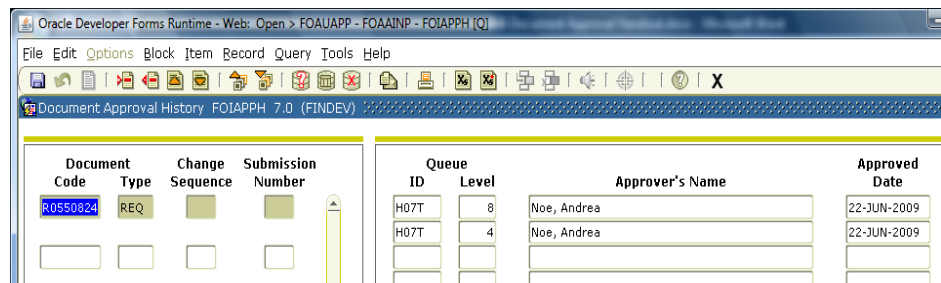 Oracle Developer Forms Runtime - Web: Open > FOAUAPP - FOAAINP - FOIAPPH [Q]
File Edit Options Block Item Record Query Tools Help
X
Document Approval History FOIAPPH 7.0 (FINDEV)
Document Change Submission Queue Approved
Code Type Sequence Number ID Level Approver's Name Date
R0550824 REQ H07T 8 Noe, Andrea 22-JUN-2009
H07T 4 Noe, Andrea 22-JUN-2009